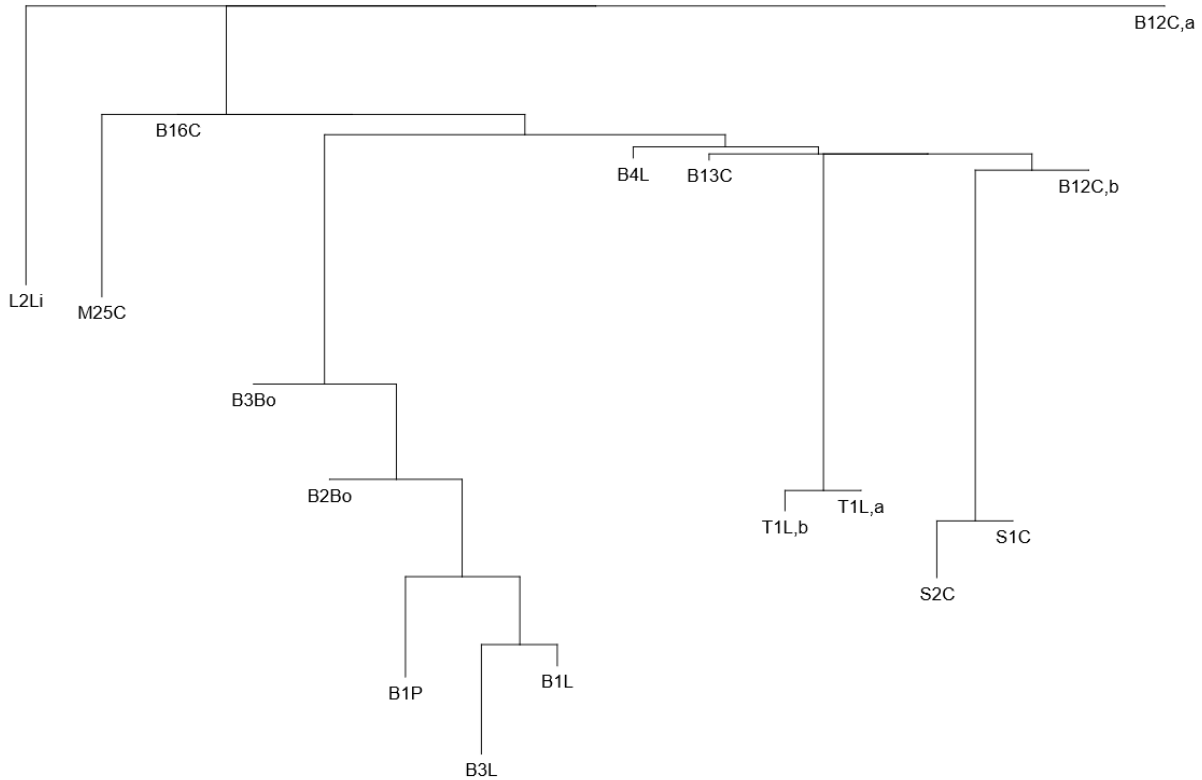 B12C,a
B16C
B4L
B13C
B12C,b
L2Li
M25C
B3Bo
B2Bo
T1L,a
T1L,b
S1C
S2C
B1L
B1P
B3L